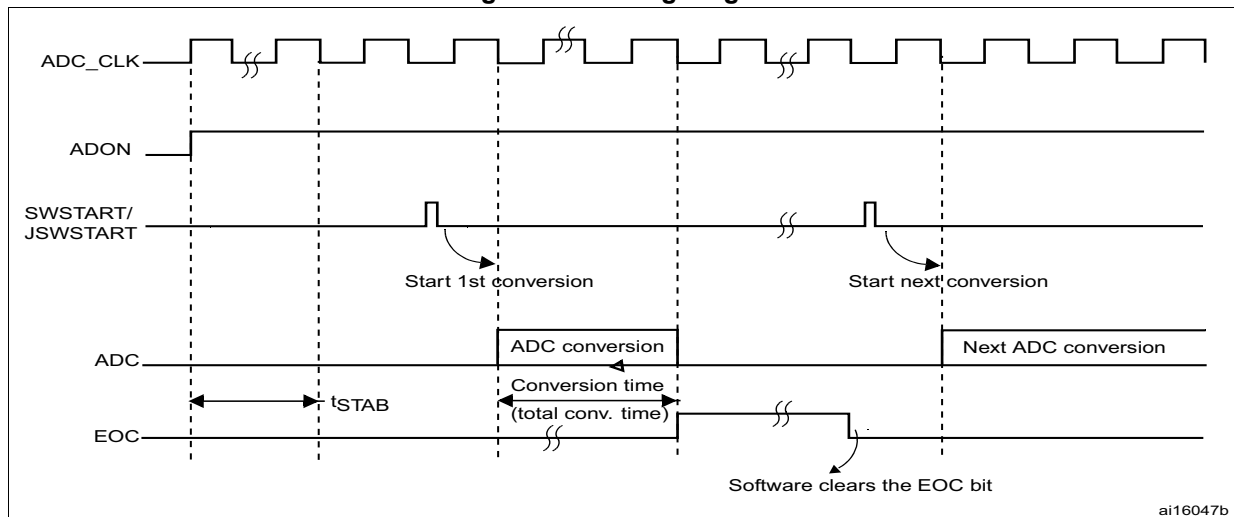 ADC_CLK
ADON
SWSTART/
JSWSTART
Start 1st conversion
Start next conversion
ADC
ADC conversion
Next ADC conversion
Conversion time
(total conv. time)
tSTAB
EOC
Software clears the EOC bit
ai16047b